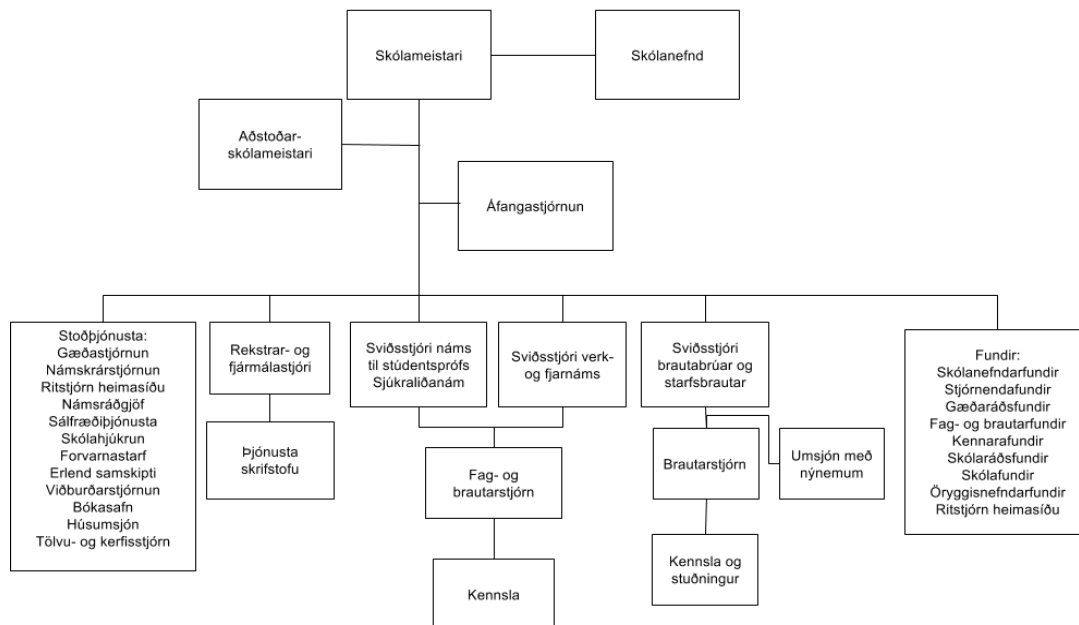 Skólameistari
Skólanefnd
Aðstoðar-
skólameistari
Áfangastjórnun
Stoðþjónusta:
Gæðastjórnun
Námskrárstjórnun
Ritstjórn heimasíðu
Námsráðgjöf
Sálfræðiþjónusta
Skólahjúkrun
Forvarnastarf
Erlend samskipti
Viðburðarstjórnun
Bókasafn
Húsumsjón
Tölvu- og kerfisstjórn
Rekstrar- og
fjármálastjóri
Þjónusta
skrifstofu
Sviðsstjóri náms
til stúdentsprófs
Sjúkraliðanám
Sviðsstjóri verk-
og fjarnáms
Fag- og
brautarstjórn
Kennsla
Sviðsstjóri
brautabrúar og
starfsbrautar
Brautarstjórn
Umsjón með
nýnemum
Kennsla og
stuðningur
Fundir:
Skólanefndarfundir
Stjórnendafundir
Gæðaráðsfundir
Fag- og brautarfundir
Kennarafundir
Skólaráðsfundir
Skólafundir
Öryggisnefndarfundir
Ritstjórn heimasíðu